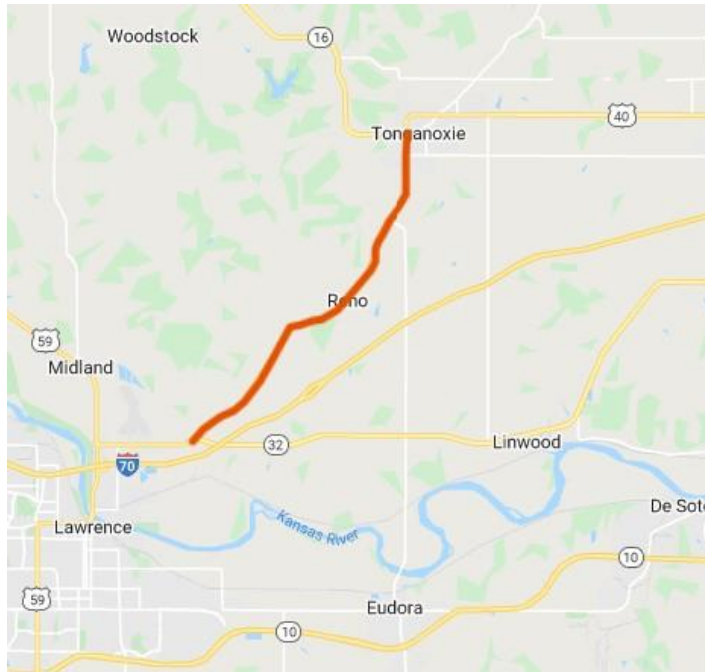 Woodstock
16
Tonganoxie
40
Reno
59
Midland
32
Linwood
70
De Soto
Lawrence
Kansas River
10
59
Eudora
10